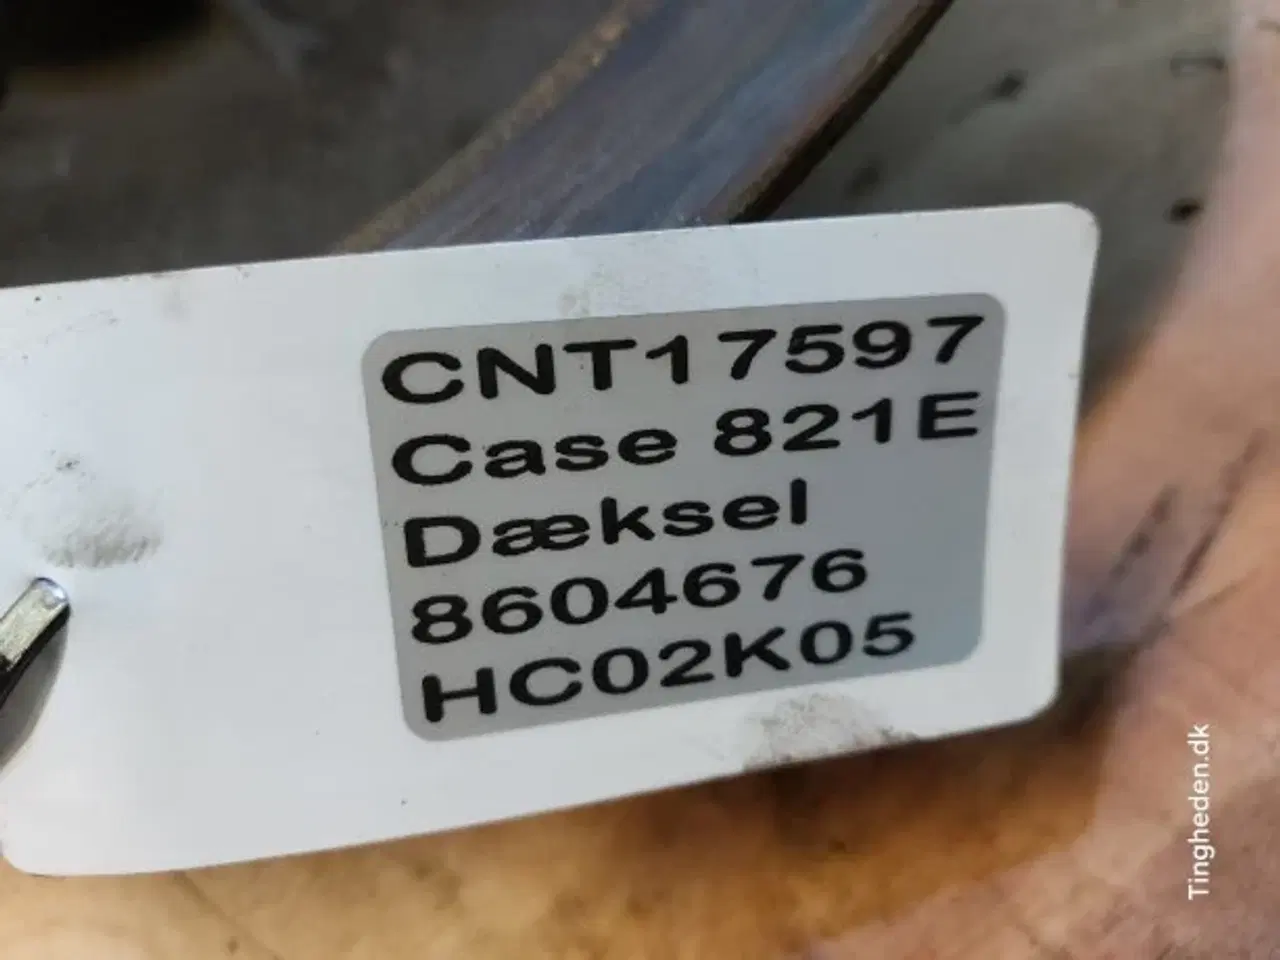 CNT17597
Case 821E
Dæksel
8604676
HC02K05
Tingheden.dk